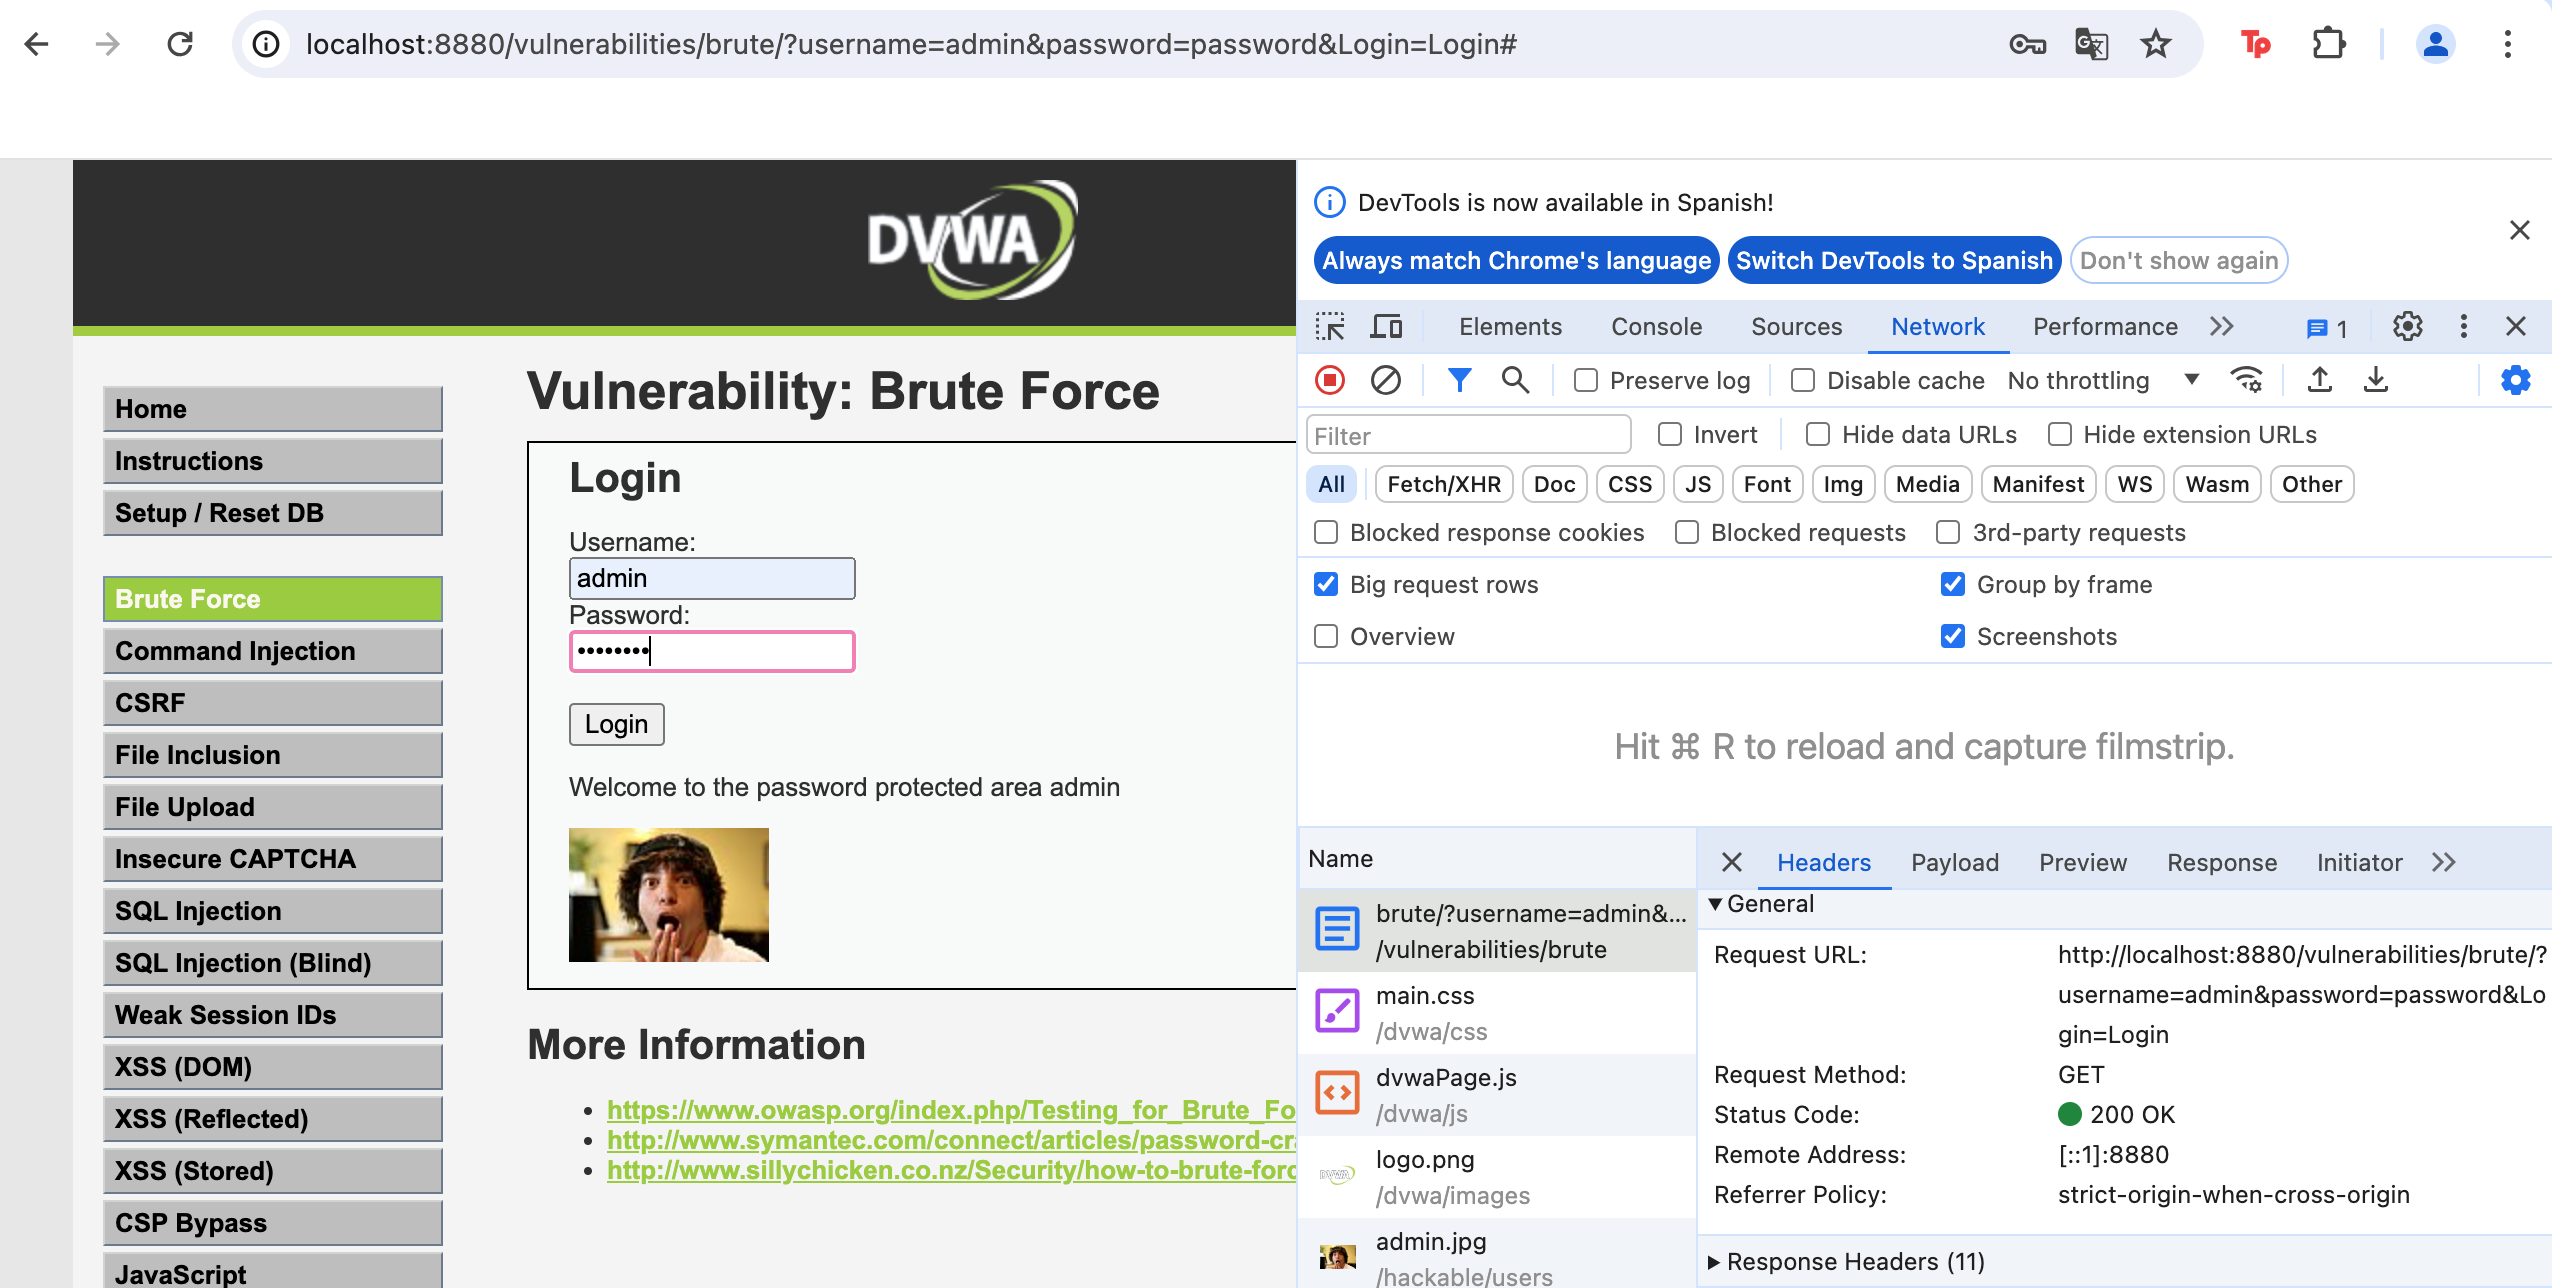 localhost:8880/vulnerabilities/brute/?username=admin&password=password&Login=Login#
Tp
DVWA
Home
Instructions
Setup / Reset DB
Brute Force
Command Injection
CSRF
File Inclusion
File Upload
Insecure CAPTCHA
SQL Injection
SQL Injection (Blind)
Weak Session IDs
XSS (DOM)
XSS (Reflected)
XSS (Stored)
CSP Bypass
JavaScript
Vulnerability: Brute Force
Login
Username:
admin
Password:
••••••••
Login
Welcome to the password protected area admin
More Information
https://www.owasp.org/index.php/Testing_for_Brute_Fo
http://www.symantec.com/connect/articles/password-cra
http://www.sillychicken.co.nz/Security/how-to-brute-forc
DevTools is now available in Spanish!
Always match Chrome's language
Switch DevTools to Spanish
Don't show again
Elements
Console
Sources
Network
Performance
1
Preserve log
Disable cache
No throttling
Filter
Invert
Hide data URLs
Hide extension URLs
All
Fetch/XHR
Doc
CSS
JS
Font
Img
Media
Manifest
WS
Wasm
Other
Blocked response cookies
Blocked requests
3rd-party requests
Big request rows
Group by frame
Overview
Screenshots
Hit ⌘ R to reload and capture filmstrip.
Name
brute/?username=admin&...
/vulnerabilities/brute
main.css
/dvwa/css
dvwaPage.js
/dvwa/js
logo.png
/dvwa/images
admin.jpg
/hackable/users
Headers
Payload
Preview
Response
Initiator
General
Request URL:
http://localhost:8880/vulnerabilities/brute/?
username=admin&password=password&Lo
gin=Login
Request Method:
GET
Status Code:
200 OK
Remote Address:
[::1]:8880
Referrer Policy:
strict-origin-when-cross-origin
Response Headers (11)